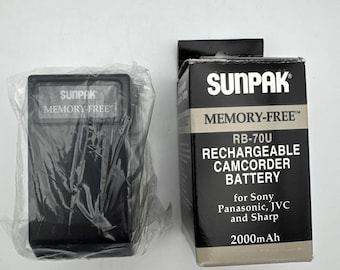 SUNPAK
MEMORY-FREE
SUNPAK®
MEMORY-FREE™
RB-70U
RECHARGEABLE
CAMCORDER
BATTERY
for Sony
Panasonic, JVC
and Sharp
2000mAh